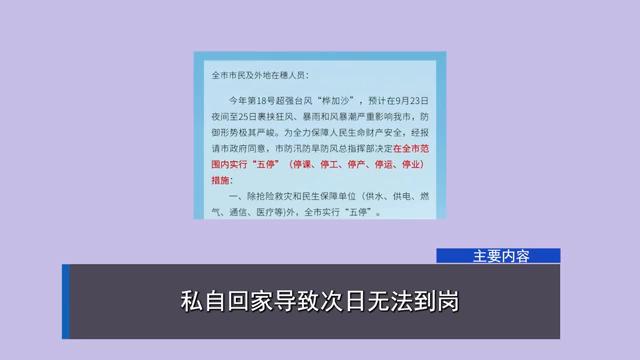 全市市民及外地在穗人员：
今年第18号超强台风“桦加沙”，预计在9月23日
夜间至25日裹挟狂风、暴雨和风暴潮严重影响我市，防
御形势极其严峻。为全力保障人民生命财产安全，经报
请市政府同意，市防汛防旱防风总指挥部决定在全市范
围内实行“五停”（停课、停工、停产、停运、停业）
措施：
一、除抢险救灾和民生保障单位（供水、供电、燃
气、通信、医疗等)外，全市实行“五停”。
主要内容
私自回家导致次日无法到岗